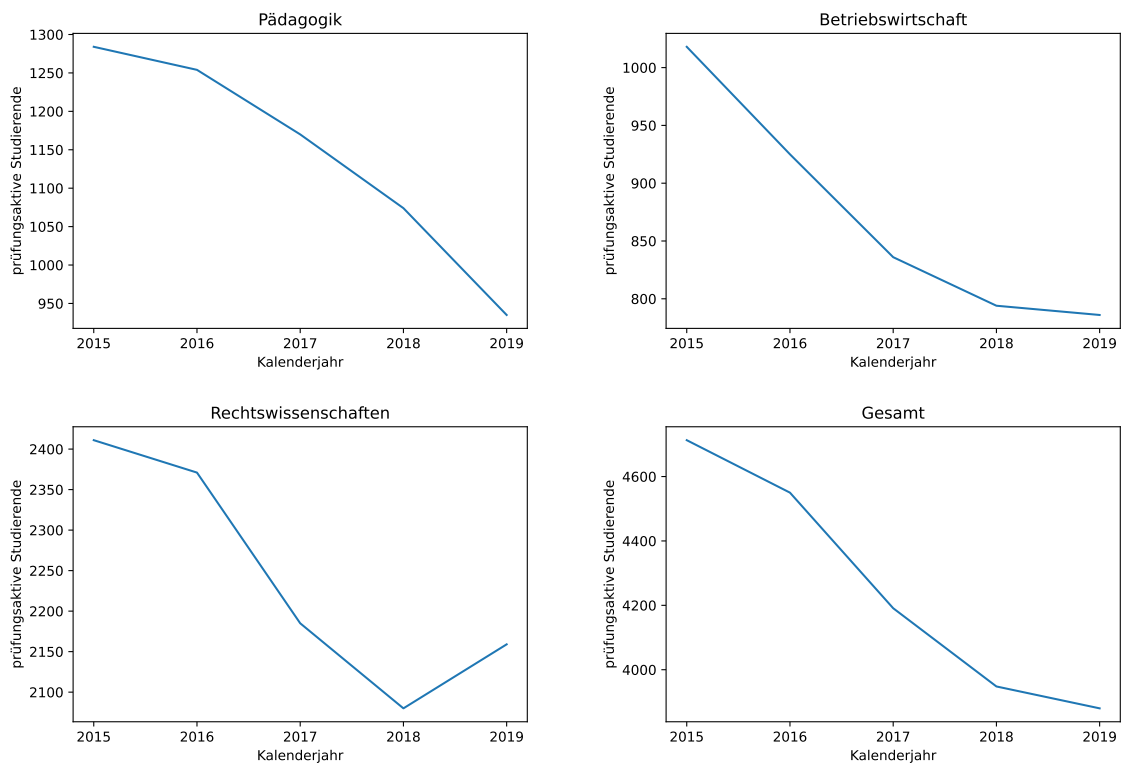 Pädagogik
prüfungsaktive Studierende
1300
1250
1200
1150
1100
1050
1000
950
2015 2016 2017 2018 2019
Kalenderjahr
Betriebswirtschaft
prüfungsaktive Studierende
1000
950
900
850
800
2015 2016 2017 2018 2019
Kalenderjahr
Rechtswissenschaften
prüfungsaktive Studierende
2400
2350
2300
2250
2200
2150
2100
2015 2016 2017 2018 2019
Kalenderjahr
Gesamt
prüfungsaktive Studierende
4600
4400
4200
4000
2015 2016 2017 2018 2019
Kalenderjahr